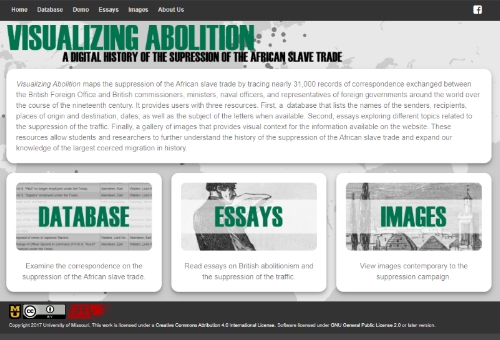 Home Database Demo Essays Images About Us
VISUALIZING ABOLITION
A DIGITAL HISTORY OF THE SUPRESSION OF THE AFRICAN SLAVE TRADE
Visualizing Abolition maps the suppression of the African slave trade by tracing nearly 31,000 records of correspondence exchanged between
the British Foreign Office and British commissioners, ministers, naval officers, and representatives of foreign governments around the world over
the course of the nineteenth century. It provides users with three resources. First, a database that lists the names of the senders, recipients,
places of origin and destination, dates, as well as the subject of the letters when available. Second, essays exploring different topics related to
the suppression of the traffic. Finally, a gallery of images that provides visual context for the information available on the website. These
resources allow students and researchers to further understand the history of the suppression of the African slave trade and expand our
knowledge of the largest coerced migration in history.
DATABASE
Examine the correspondence on the
suppression of the African slave trade.
ESSAYS
Read essays on British abolitionism and
the suppression of the traffic.
IMAGES
View images contemporary to the
suppression campaign.
Copyright 2017 University of Missouri. This work is licensed under a Creative Commons Attribution 4.0 International License. Software licensed under GNU General Public License 2.0 or later version.